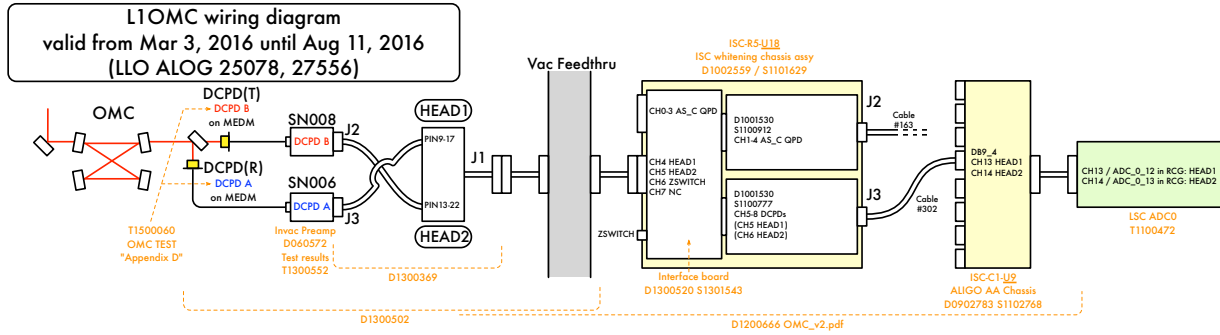 L1OMC wiring diagram
valid from Mar 3, 2016 until Aug 11, 2016
(LLO ALOG 25078, 27556)
OMC
DCPD(T)
DCPD B
on MEDM
DCPD(R)
DCPD A
on MEDM
T1500060
OMC TEST
"Appendix D"
SN008
DCPD B
J2
SN006
DCPD A
J3
Invac Preamp
D060572
Test results
T1300552
HEAD1
PIN9-17
PIN13-22
HEAD2
J1
D1300369
D1300502
Vac Feedthru
ISC-R5-U18
ISC whitening chassis assy
D1002559 / S1101629
CH0-3 AS_C QPD
CH4 HEAD1
CH5 HEAD2
CH6 ZSWITCH
CH7 NC
ZSWITCH
D1001530
S1100912
CH1-4 AS_C QPD
D1001530
S1100777
CH5-8 DCPDs
(CH5 HEAD1)
(CH6 HEAD2)
Interface board
D1300520 S1301543
J2
Cable
#163
J3
Cable
#302
DB9_4
CH13 HEAD1
CH14 HEAD2
ISC-C1-U9
ALIGO AA Chassis
D0902783 S1102768
CH13 / ADC_0_12 in RCG: HEAD1
CH14 / ADC_0_13 in RCG: HEAD2
LSC ADC0
T1100472
D1200666 OMC_v2.pdf